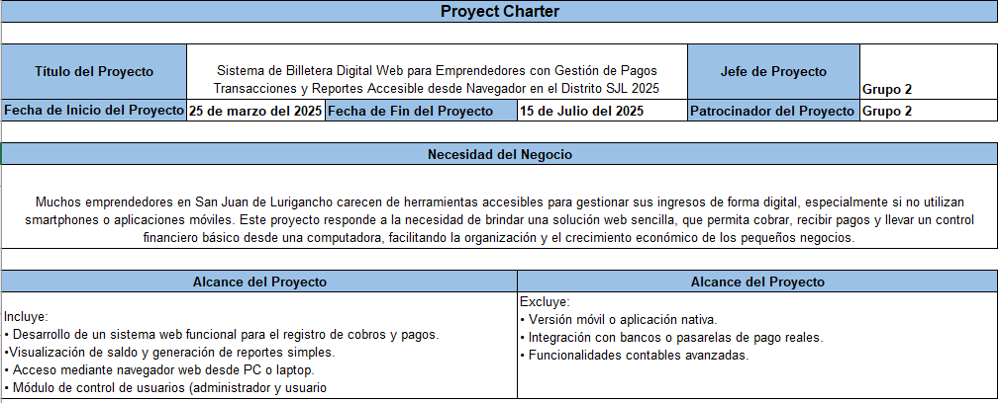 Proyect Charter
Título del Proyecto
Sistema de Billetera Digital Web para Emprendedores con Gestión de Pagos
Transacciones y Reportes Accesible desde Navegador en el Distrito SJL 2025
Jefe de Proyecto
Grupo 2
Fecha de Inicio del Proyecto
25 de marzo del 2025
Fecha de Fin del Proyecto
15 de Julio del 2025
Patrocinador del Proyecto
Grupo 2
Necesidad del Negocio
Muchos emprendedores en San Juan de Lurigancho carecen de herramientas accesibles para gestionar sus ingresos de forma digital, especialmente si no utilizan
smartphones o aplicaciones móviles. Este proyecto responde a la necesidad de brindar una solución web sencilla, que permita cobrar, recibir pagos y llevar un control
financiero básico desde una computadora, facilitando la organización y el crecimiento económico de los pequeños negocios.
Alcance del Proyecto
Incluye:
• Desarrollo de un sistema web funcional para el registro de cobros y pagos.
•Visualización de saldo y generación de reportes simples.
• Acceso mediante navegador web desde PC o laptop.
• Módulo de control de usuarios (administrador y usuario
Alcance del Proyecto
Excluye:
• Versión móvil o aplicación nativa.
• Integración con bancos o pasarelas de pago reales.
• Funcionalidades contables avanzadas.